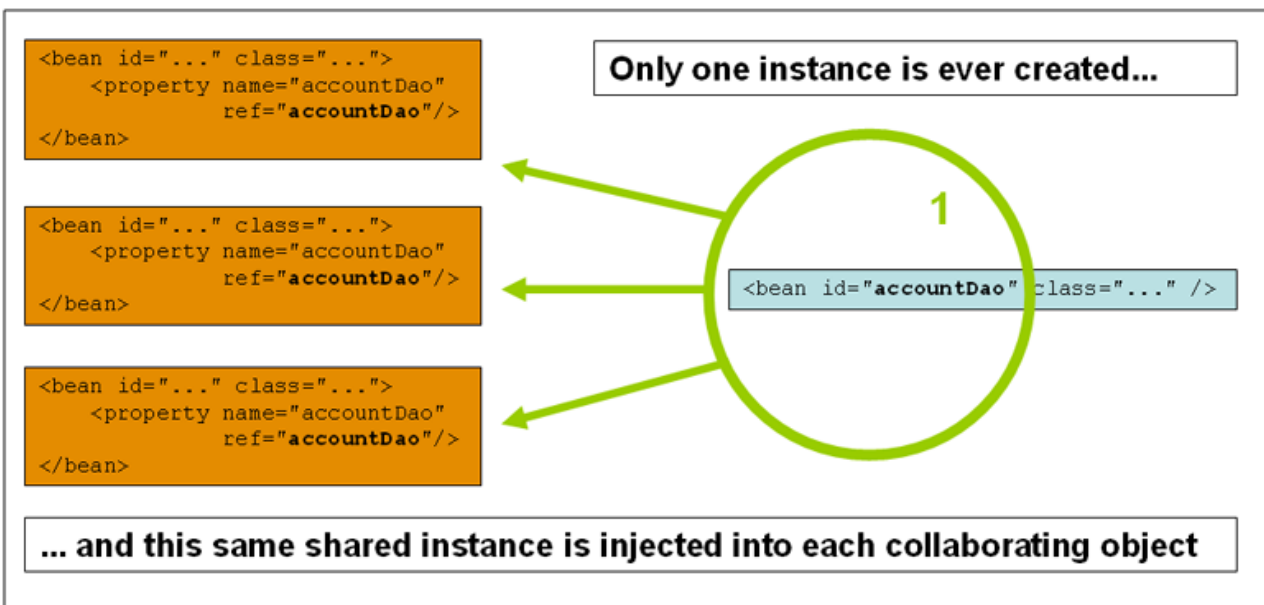 <bean id="..." class="...">
<property name="accountDao"
ref="accountDao"/>
</bean>
Only one instance is ever created...
1
<bean id="..." class="...">
<property name="accountDao"
ref="accountDao"/>
</bean>
<bean id="accountDao" class="..." />
<bean id="..." class="...">
<property name="accountDao"
ref="accountDao"/>
</bean>
... and this same shared instance is injected into each collaborating object